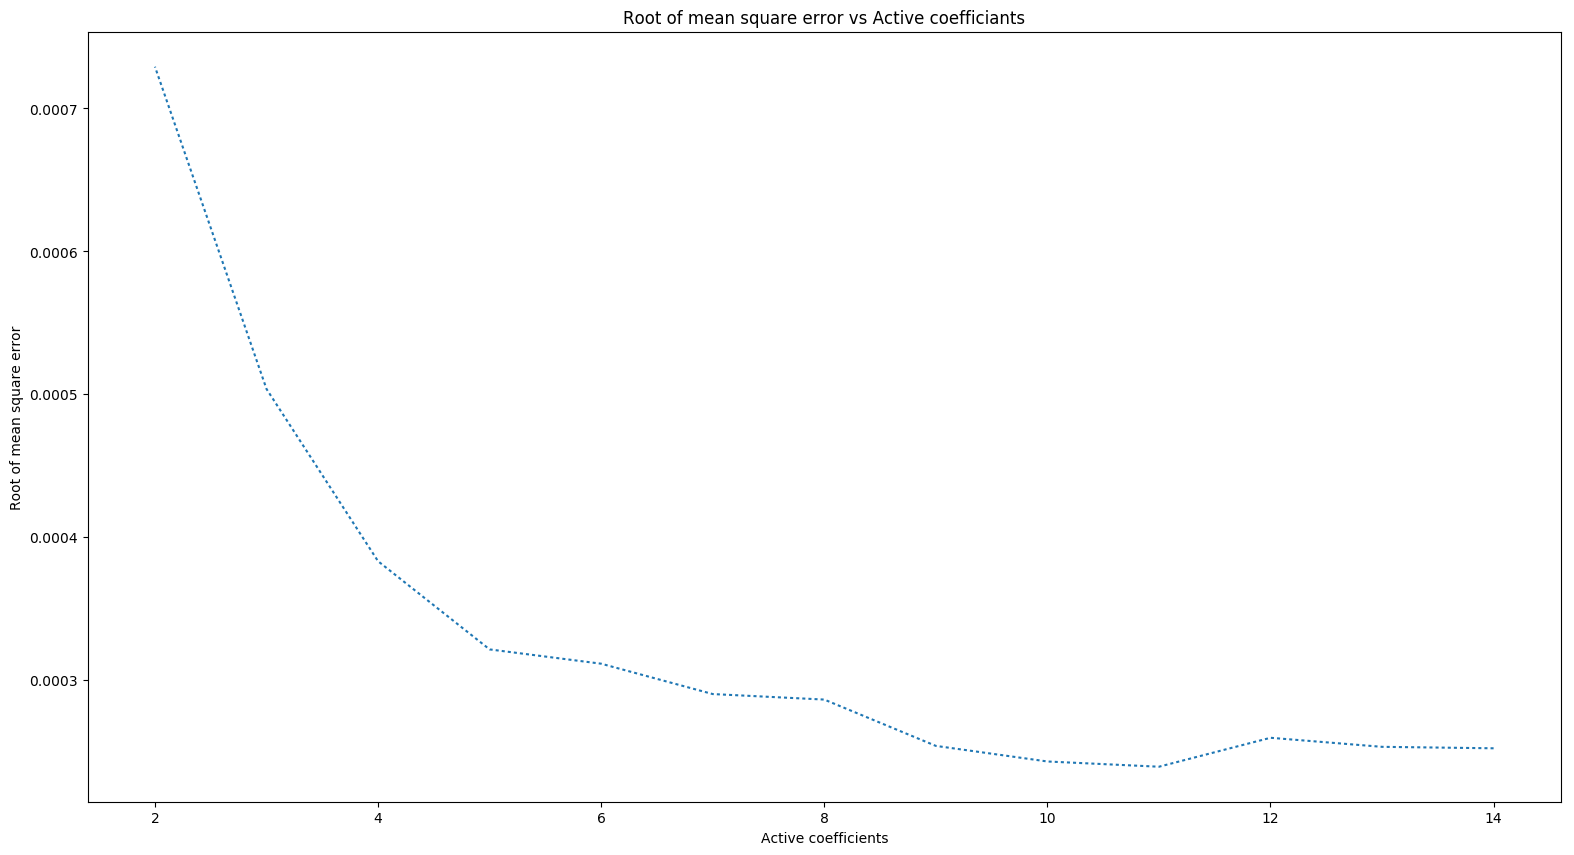 Root of mean square error vs Active coefficiants
0.0007
0.0006
0.0005
0.0004
0.0003
Root of mean square error
2 4 6 8 10 12 14
Active coefficients